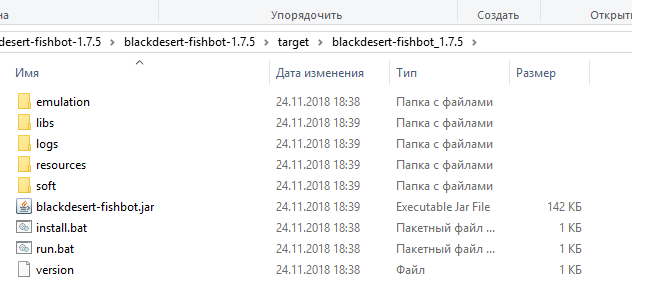 на Упорядочить Создать Открыть
desert-fishbot-1.7.5 › blackdesert-fishbot-1.7.5 › target › blackdesert-fishbot_1.7.5 ›
Имя Дата изменения Тип Размер
emulation 24.11.2018 18:38 Папка с файлами
libs 24.11.2018 18:39 Папка с файлами
logs 24.11.2018 18:39 Папка с файлами
resources 24.11.2018 18:39 Папка с файлами
soft 24.11.2018 18:39 Папка с файлами
blackdesert-fishbot.jar 24.11.2018 18:39 Executable Jar File 142 КБ
install.bat 24.11.2018 18:38 Пакетный файл ... 1 КБ
run.bat 24.11.2018 18:38 Пакетный файл ... 1 КБ
version 24.11.2018 18:38 Файл 1 КБ